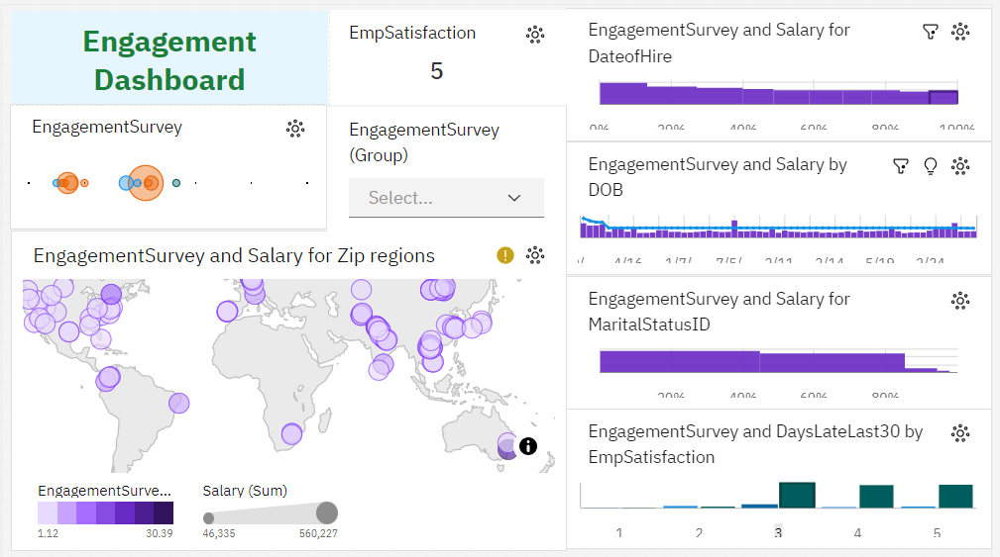 Engagement
Dashboard
EmpSatisfaction
5
EngagementSurvey
EngagementSurvey
(Group)
Select...
EngagementSurvey and Salary for Zip regions
EngagementSurve...
1.12
30.39
Salary (Sum)
46,335
560,227
EngagementSurvey and Salary for
DateofHire
0% 20% 40% 60% 80% 100%
EngagementSurvey and Salary by
DOB
4/16 1/7/ 7/5/ 2/11 2/14 5/19 2/24
EngagementSurvey and Salary for
MaritalStatusID
20% 40% 60% 80%
EngagementSurvey and DaysLateLast30 by
EmpSatisfaction
1 2 3 4 5